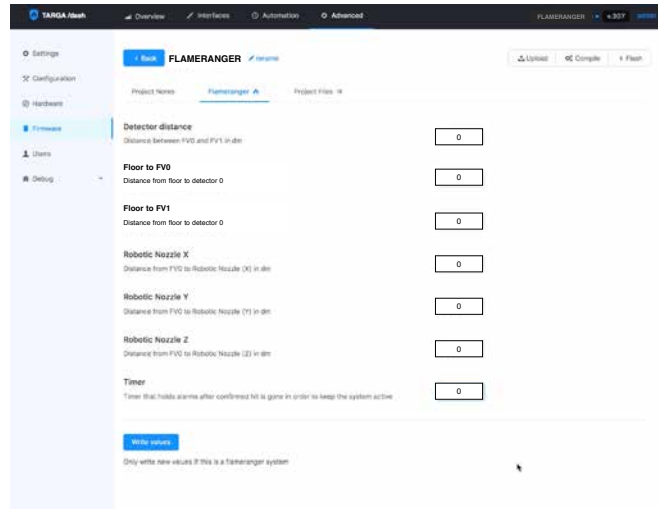 TARGA /dash
Overview
Interfaces
Automation
Advanced
FLAMERANGER
Settings
Configuration
Hardware
Firmware
Users
Debug
Back
FLAMERANGER
rename
Upload
Compile
Flash
Project Notes
Flameranger
Project Files
Detector distance
Distance between FV0 and FV1 in dm
0
Floor to FV0
Distance from floor to detector 0
0
Floor to FV1
Distance from floor to detector 0
0
Robotic Nozzle X
Distance from FV0 to Robotic Nozzle (X) in dm
0
Robotic Nozzle Y
Distance from FV0 to Robotic Nozzle (Y) in dm
0
Robotic Nozzle Z
Distance from FV0 to Robotic Nozzle (Z) in dm
0
Timer
Timer that holds alarms after confirmed hit is gone in order to keep the system active
0
Write values
Only write new values if this is a flameranger system